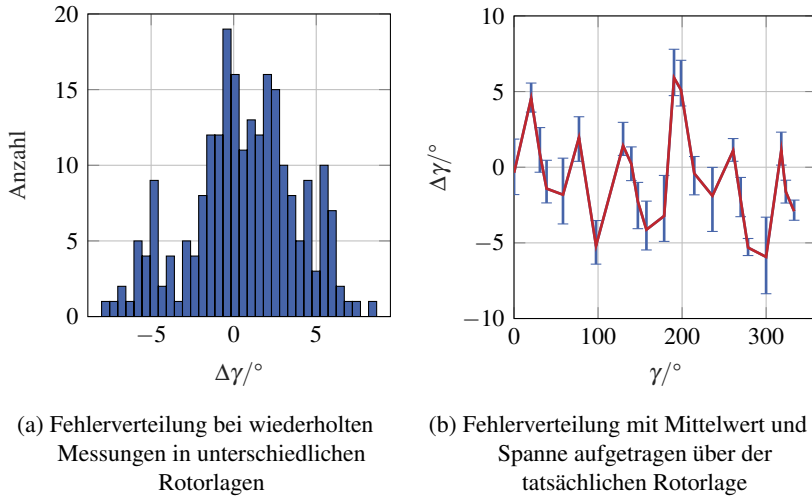 20
15
10
5
0
Anzahl
−5
0
5
Δγ/°
(a) Fehlerverteilung bei wiederholten
Messungen in unterschiedlichen
Rotorlagen
10
5
0
−5
−10
Δγ/°
0
100
200
300
γ/°
(b) Fehlerverteilung mit Mittelwert und
Spanne aufgetragen über der
tatsächlichen Rotorlage